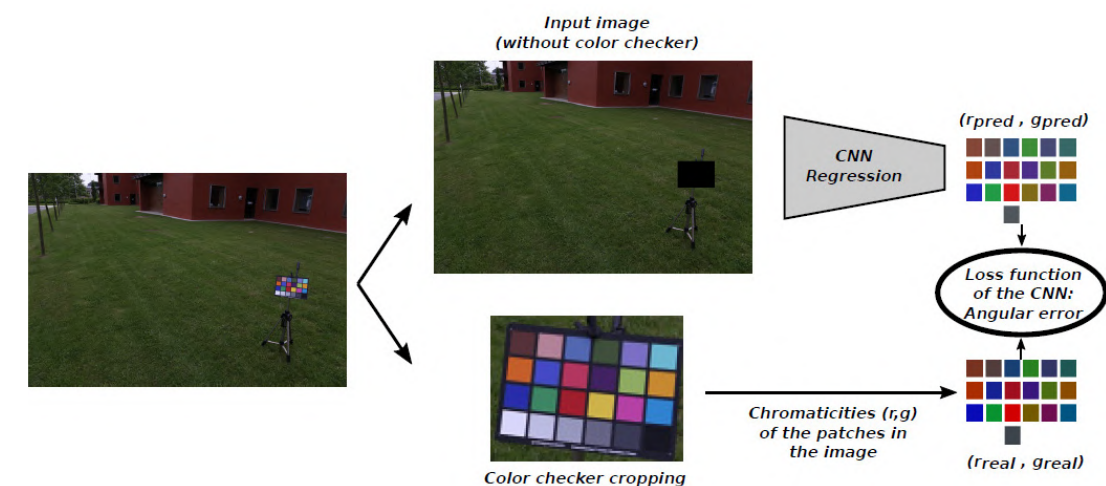 Input image
(without color checker)
CNN
Regression
(rpred , gpred)
Loss function
of the CNN:
Angular error
Chromaticities (r,g)
of the patches in
the image
(rreal , greal)
Color checker cropping